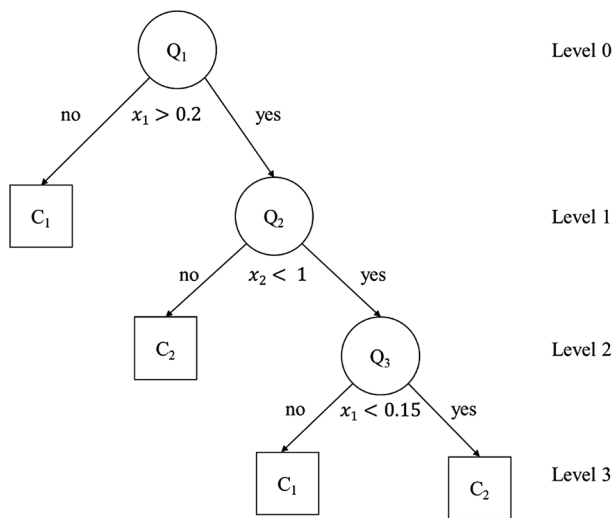 Q₁
Level 0
no
x₁ > 0.2
yes
C₁
Q₂
Level 1
no
x₂ < 1
yes
C₂
Q₃
Level 2
no
x₁ < 0.15
yes
C₁
C₂
Level 3